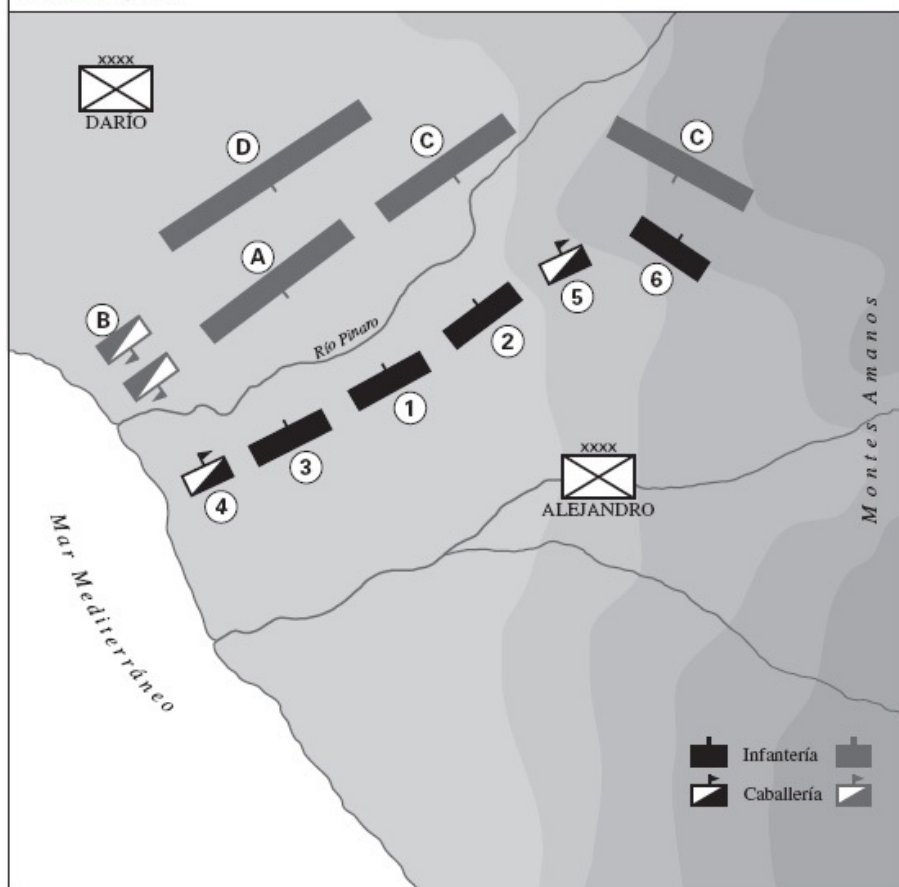 xxxx
DARÍO
D
C
C
A
B
Río Pinaro
5
6
2
1
3
4
xxxx
ALEJANDRO
Montes Amanos
Mar Mediterráneo
Infantería
Caballería